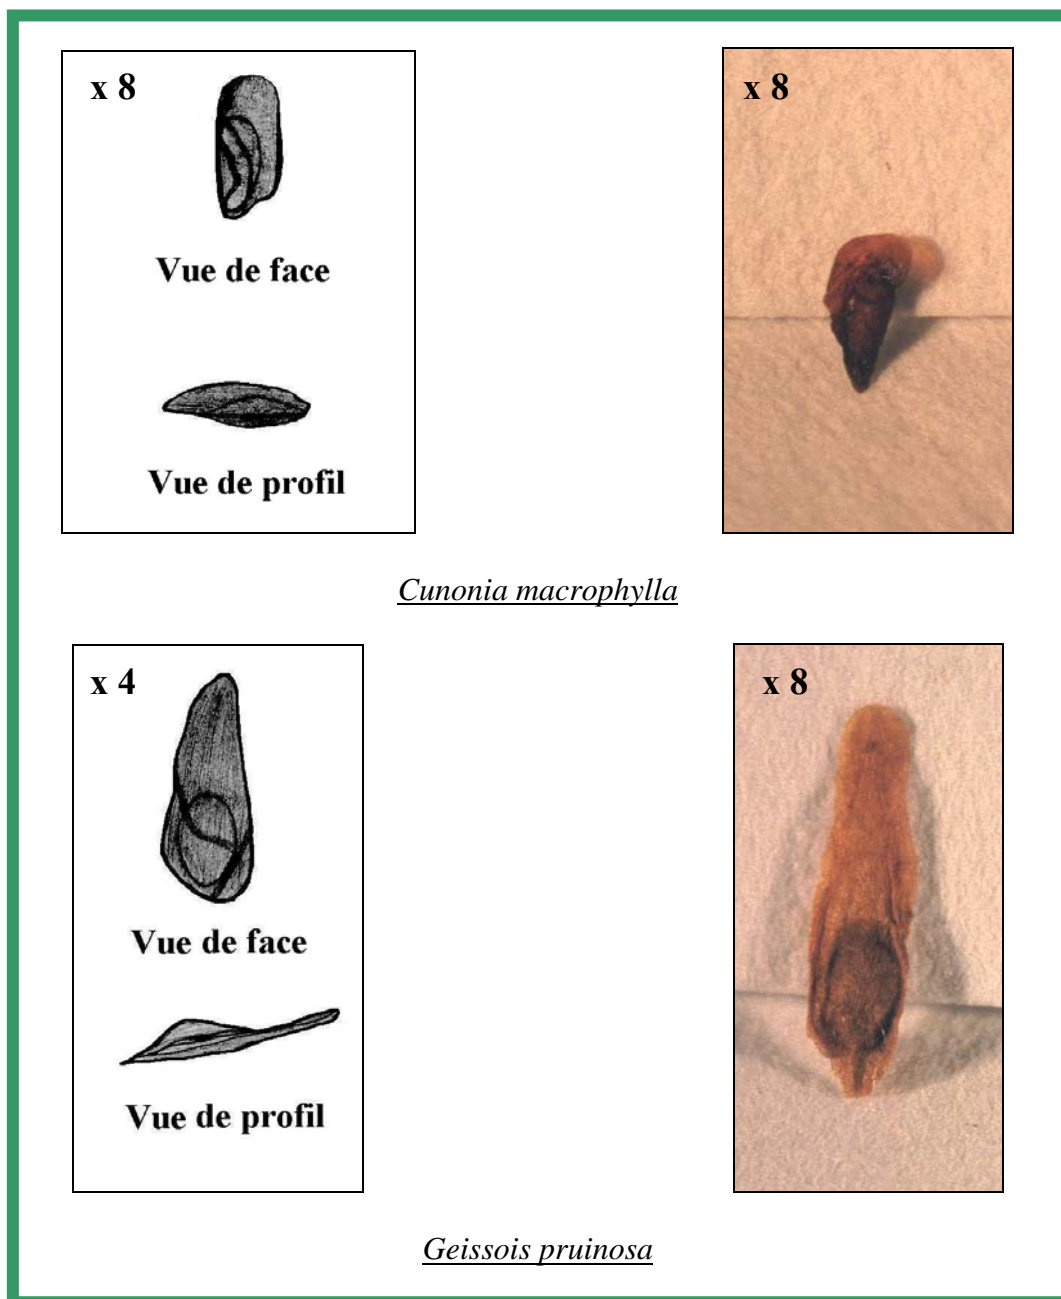 x 8
x 8
Vue de face
Vue de profil
Cunonia macrophylla
x 4
x 8
Vue de face
Vue de profil
Geissois pruinosa